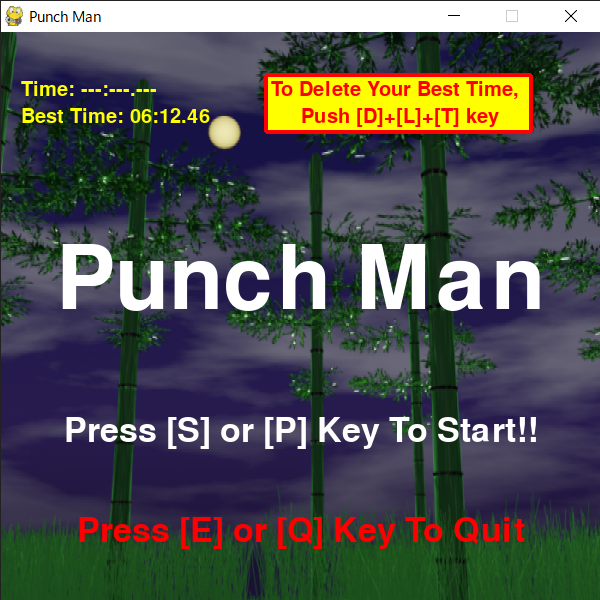 Punch Man
Time: ---:---.---
Best Time: 06:12.46
To Delete Your Best Time,
Push [D]+[L]+[T] key
Punch Man
Press [S] or [P] Key To Start!!
Press [E] or [Q] Key To Quit